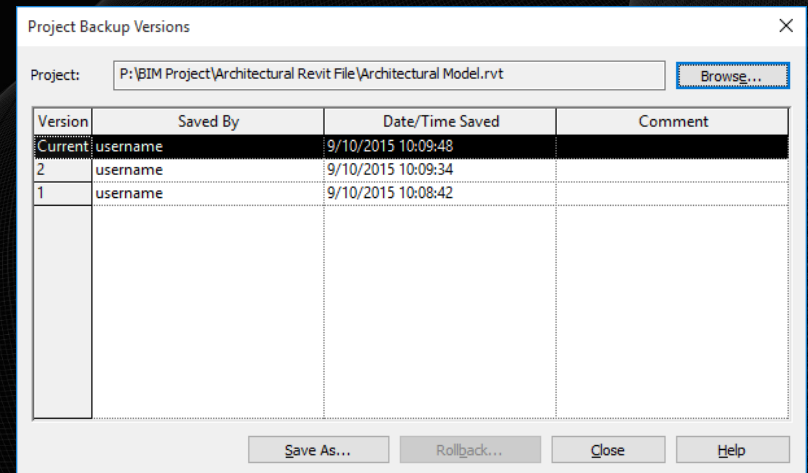 Project Backup Versions
Project: P:\BIM Project\Architectural Revit File\Architectural Model.rvt Browse...
Version Saved By Date/Time Saved Comment
Current username 9/10/2015 10:09:48
2 username 9/10/2015 10:09:34
1 username 9/10/2015 10:08:42
Save As... Rollback... Close Help